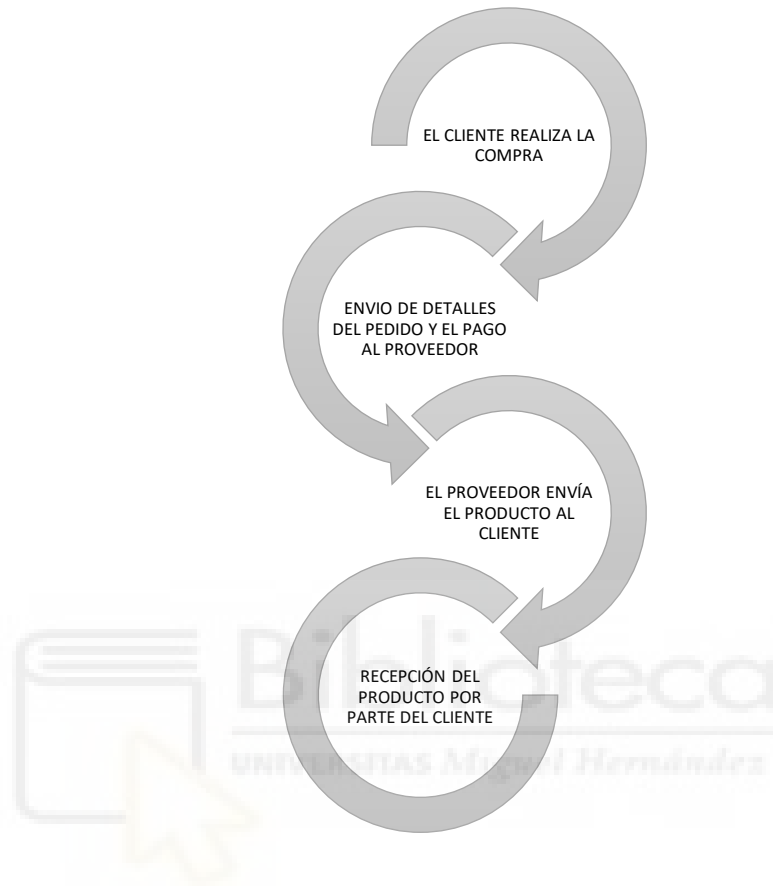 EL CLIENTE REALIZA LA
COMPRA
ENVIO DE DETALLES
DEL PEDIDO Y EL PAGO
AL PROVEEDOR
EL PROVEEDOR ENVÍA
EL PRODUCTO AL
CLIENTE
RECEPCIÓN DEL
PRODUCTO POR
PARTE DEL CLIENTE
Biblioteca
UNIVERSITAS Miguel Hernández